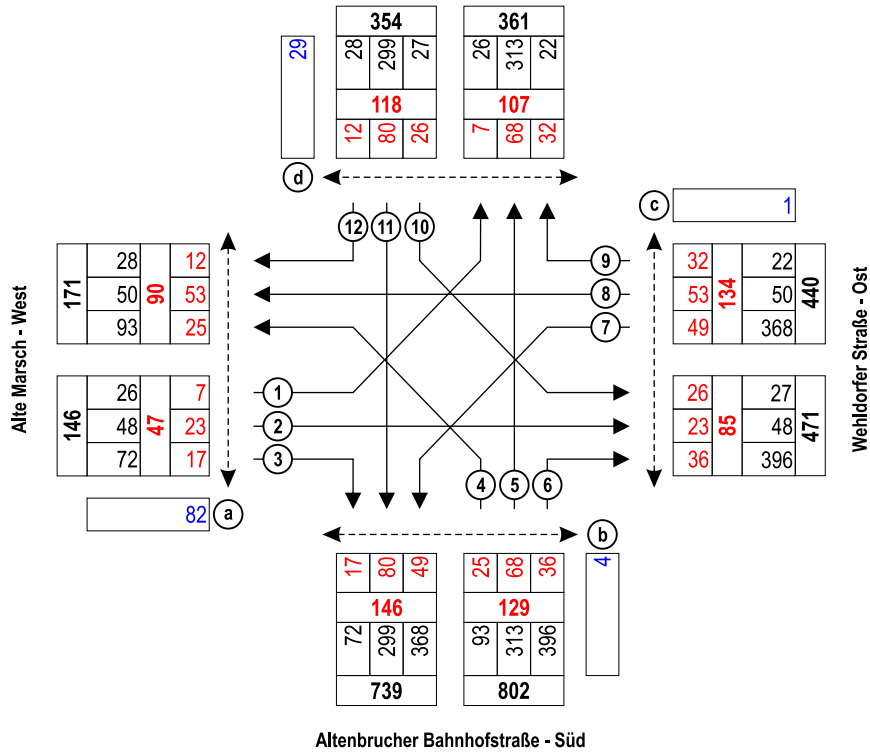 354 361
29 28 299 27 26 313 22
118 107
12 80 26 7 68 32
d
c 1
12 11 10
9
8
7
171 28 90 12
50 53
93 25
32 134 22 440
53 50
49 368
Alte Marsch - West
Wehldorfer Straße - Ost
146 26 47 7
48 23
72 17
1
2
3
26 85 27 471
23 48
36 396
4 5 6
82 a
b
17 80 49 25 68 36 4
146 129
72 299 368 93 313 396
739 802
Altenbrucher Bahnhofstraße - Süd